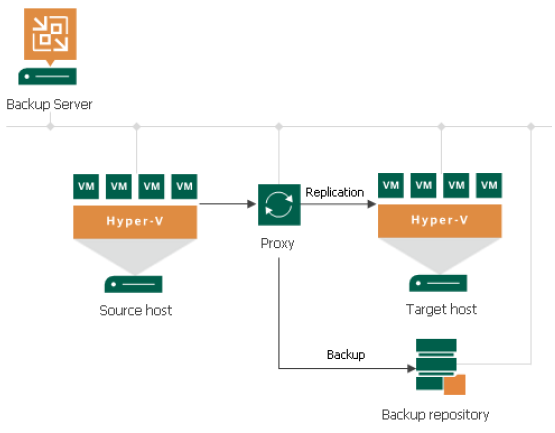 Backup Server
VM VM VM VM
Hyper-V
Source host
Proxy
Replication
VM VM VM VM
Hyper-V
Target host
Backup
Backup repository